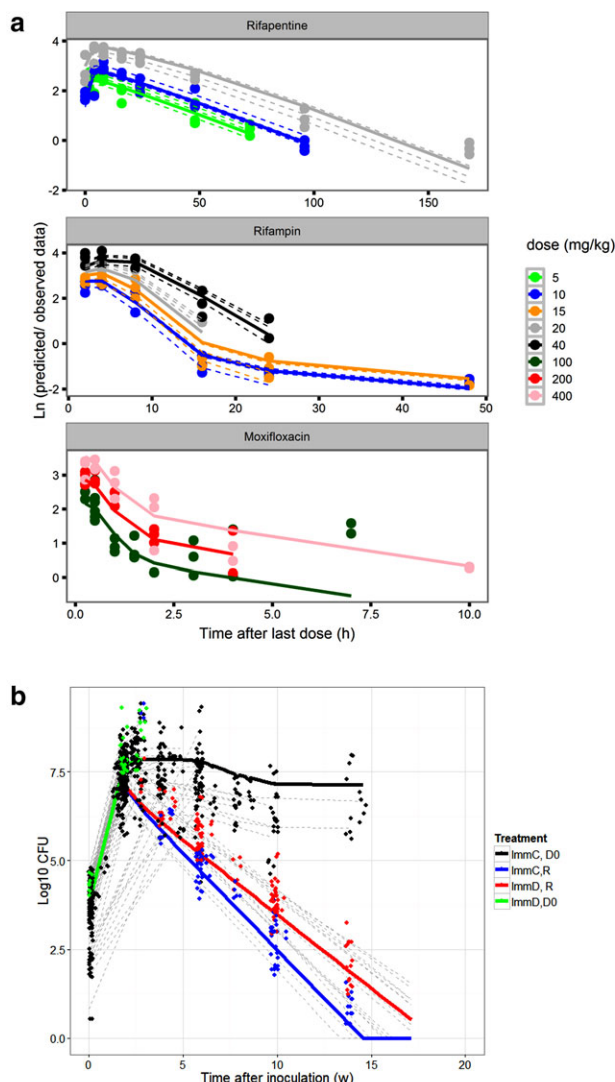 a
Rifapentine
4
2
0
-2
0
50
100
150
Rifampin
4
2
0
-2
0
10
20
30
40
50
Moxifloxacin
3
2
1
0
0.0
2.5
5.0
7.5
10.0
Time after last dose (h)
Ln (predicted/ observed data)
dose (mg/kg)
5
10
15
20
40
100
200
400
b
7.5
5.0
2.5
0.0
0
5
10
15
20
Log10 CFU
Time after inoculation (w)
Treatment
ImmC, D0
ImmC,R
ImmD, R
ImmD,D0